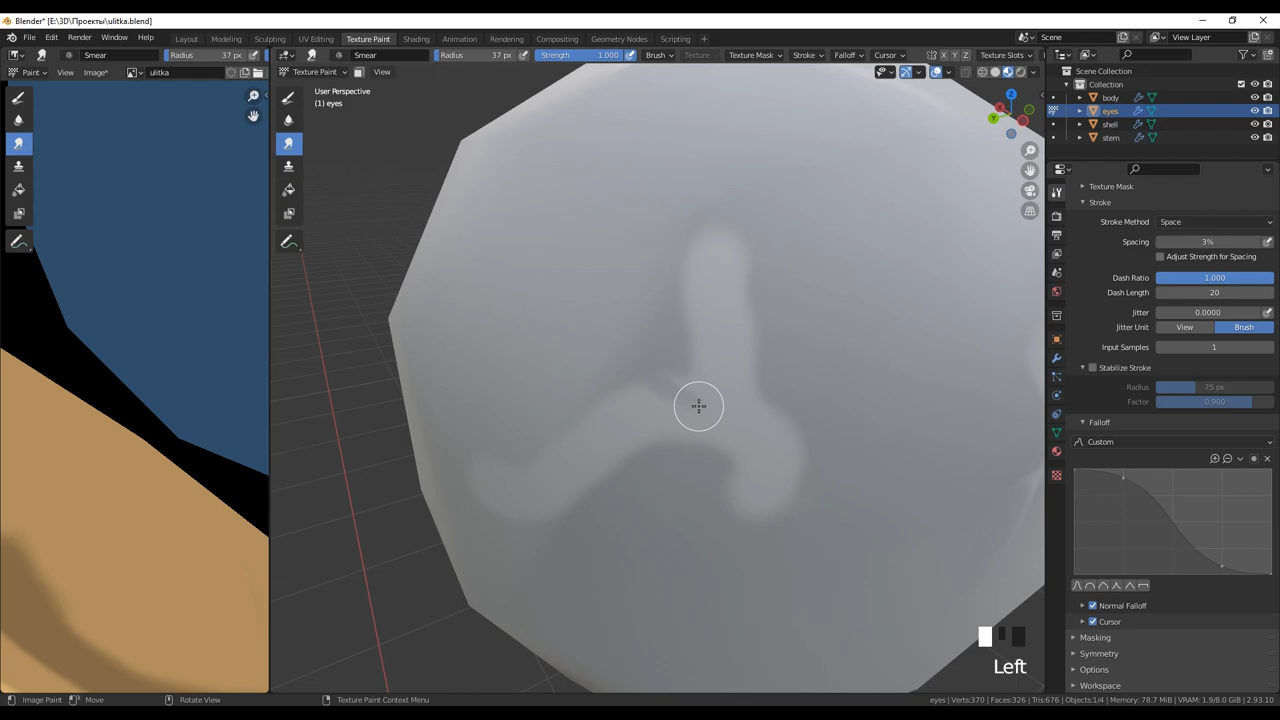 Blender* [E:\3D\Проекты\ulitka.blend]
File Edit Render Window Help Layout Modeling Sculpting UV Editing Texture Paint Shading Animation Rendering Compositing Geometry Nodes Scripting + Scene View Layer
Smear Radius 37 px Smear Radius 37 px Strength 1.000 Brush Texture Texture Mask Stroke Falloff Cursor X Y Z Texture Slots
Paint View Image* ulitka Texture Paint View
User Perspective
(1) eyes
Scene Collection
Collection
body
eyes
shell
stem
Texture Mask
Stroke
Stroke Method Space
Spacing 3%
Adjust Strength for Spacing
Dash Ratio 1.000
Dash Length 20
Jitter 0.0000
Jitter Unit View Brush
Input Samples 1
Stabilize Stroke
Radius 75 px
Factor 0.900
Falloff
Custom
Normal Falloff
Cursor
Masking
Symmetry
Options
Workspace
Left
Image Paint Move Rotate View Texture Paint Context Menu eyes | Verts:370 | Faces:326 | Tris:676 | Objects:1/4 | Memory: 78.7 MiB | VRAM: 1.9/8.0 GiB | 2.93.10